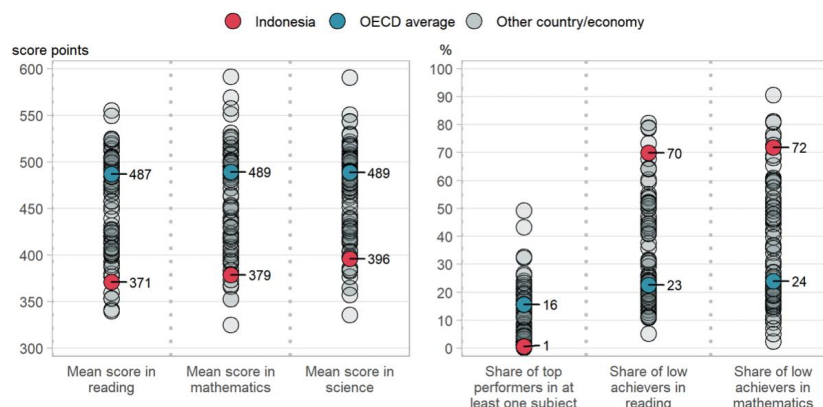 Indonesia OECD average Other country/economy
score points
600
550
500
450
400
350
300
487
489
489
371
379
396
Mean score in
reading
Mean score in
mathematics
Mean score in
science
%
100
90
80
70
60
50
40
30
20
10
0
70
72
16
23
24
1
Share of top
performers in at
least one subject
Share of low
achievers in
reading
Share of low
achievers in
mathematics